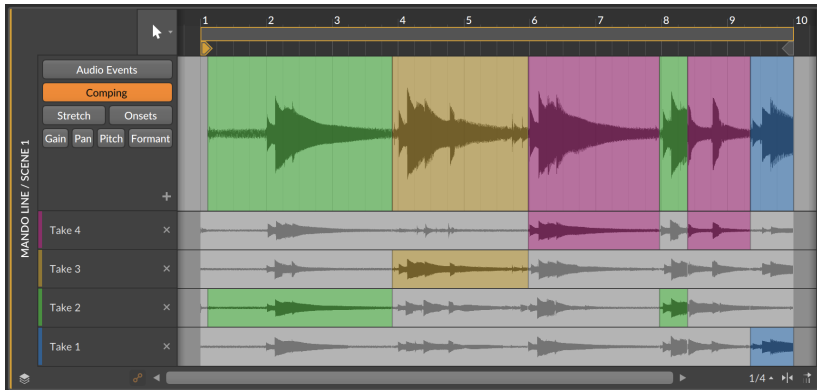 1 2 3 4 5 6 7 8 9 10
Audio Events
Comping
Stretch Onsets
Gain Pan Pitch Formant
+
MANDO LINE / SCENE 1
Take 4 ×
Take 3 ×
Take 2 ×
Take 1 ×
1/4